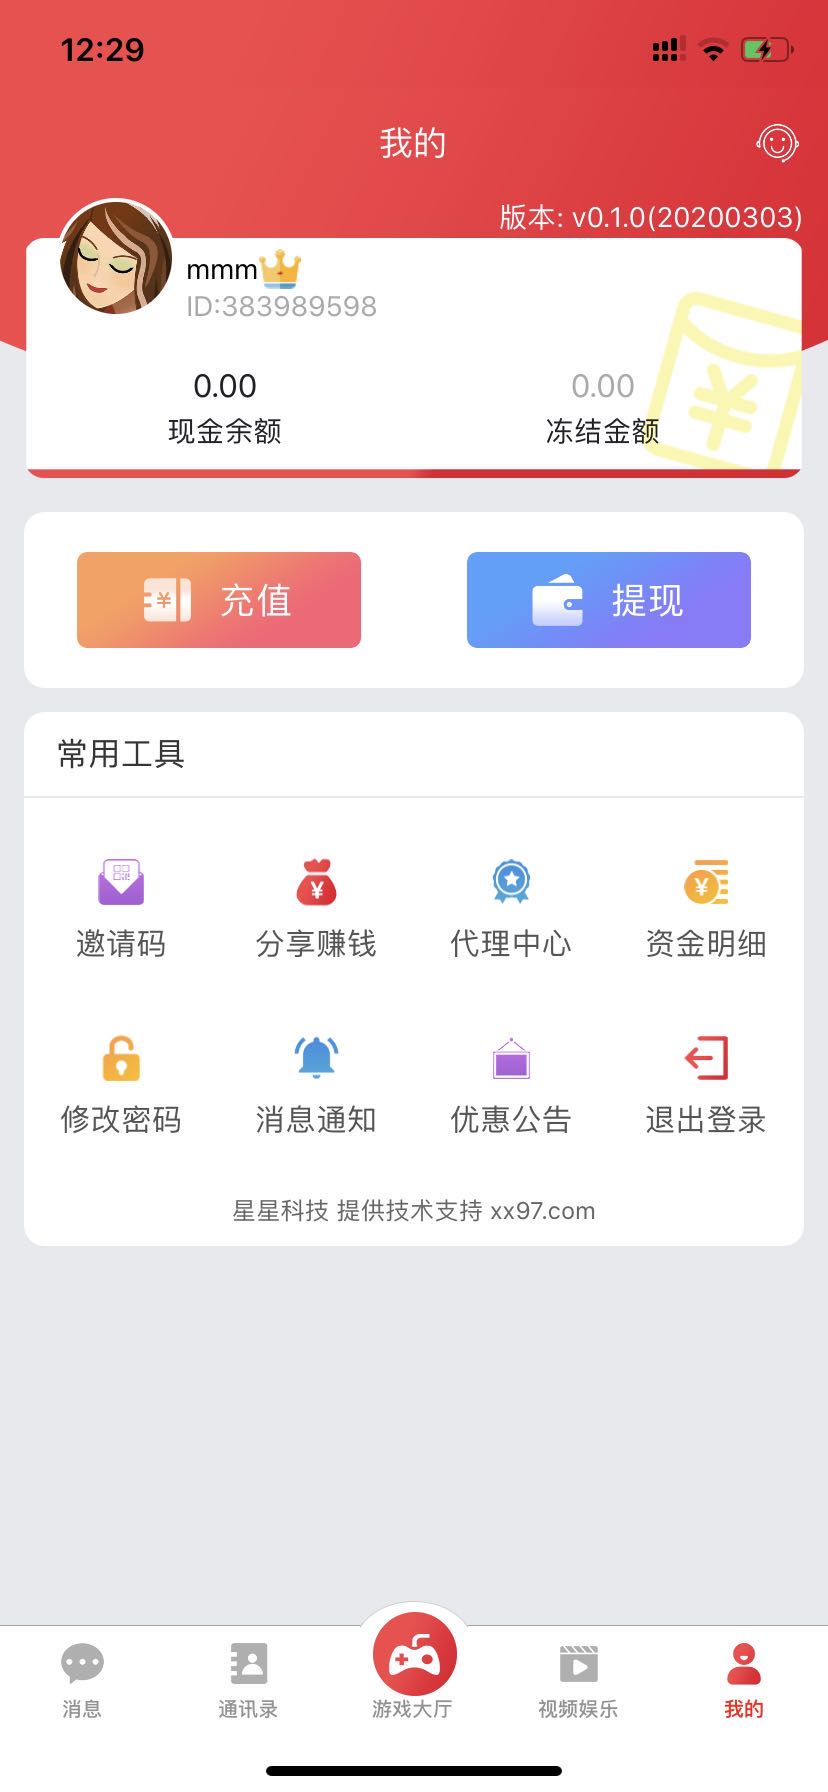 12:29
我的
版本: v0.1.0(20200303)
mmm
ID:383989598
0.00
0.00
现金余额
冻结金额
充值
提现
常用工具
邀请码
分享赚钱
代理中心
资金明细
修改密码
消息通知
优惠公告
退出登录
星星科技 提供技术支持 xx97.com
消息
通讯录
游戏大厅
视频娱乐
我的